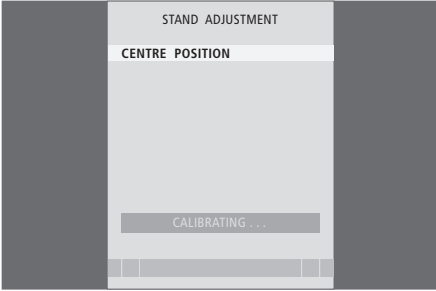 STAND ADJUSTMENT
CENTRE POSITION
CALIBRATING . . .